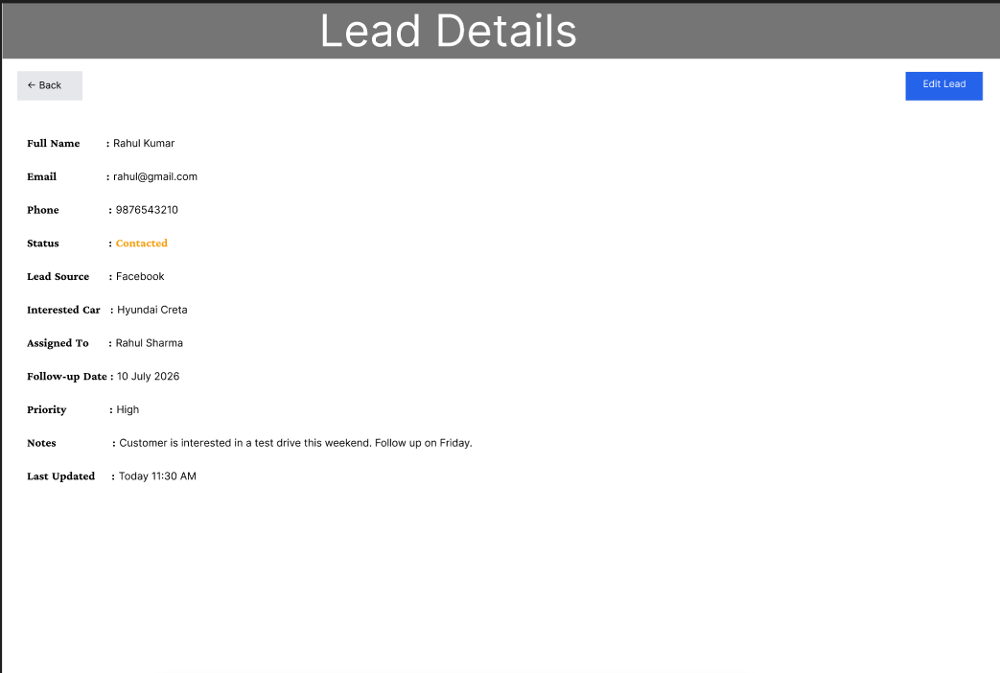 Lead Details
← Back
Edit Lead
Full Name : Rahul Kumar
Email : rahul@gmail.com
Phone : 9876543210
Status : Contacted
Lead Source : Facebook
Interested Car : Hyundai Creta
Assigned To : Rahul Sharma
Follow-up Date : 10 July 2026
Priority : High
Notes : Customer is interested in a test drive this weekend. Follow up on Friday.
Last Updated : Today 11:30 AM